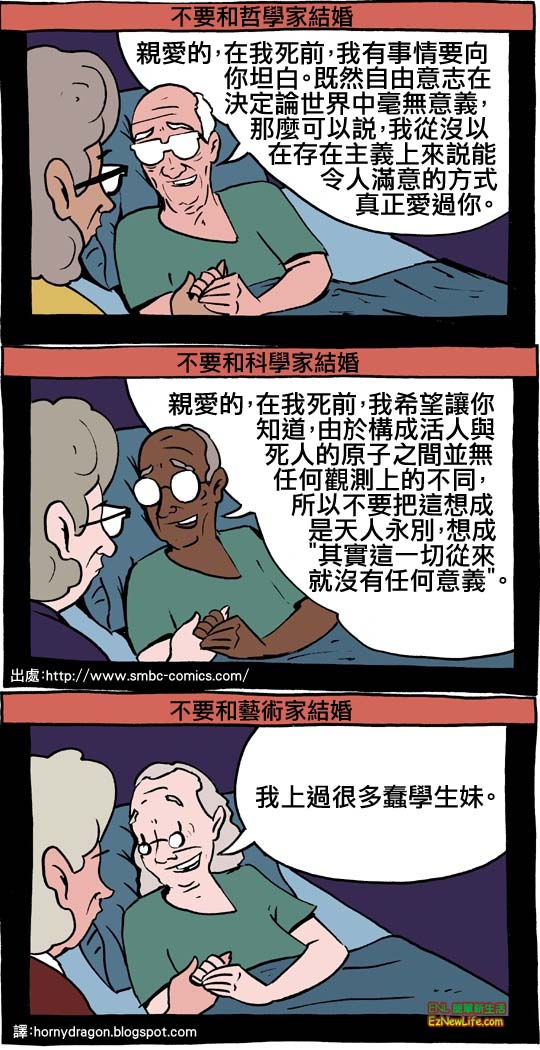 不要和哲學家結婚
親愛的,在我死前,我有事情要向
你坦白。既然自由意志在
決定論世界中毫無意義,
那麼可以說,我從沒以
在存在主義上來說能
令人滿意的方式
真正愛過你。
不要和科學家結婚
親愛的,在我死前,我希望讓你
知道,由於構成活人與
死人的原子之間並無
任何觀測上的不同,
所以不要把這想成
是天人永別,想成
"其實這一切從來
就沒有任何意義"。
出處:http://www.smbc-comics.com/
不要和藝術家結婚
我上過很多蠢學生妹。
ENL 簡單新生活
EzNewLife.com
譯:hornydragon.blogspot.com